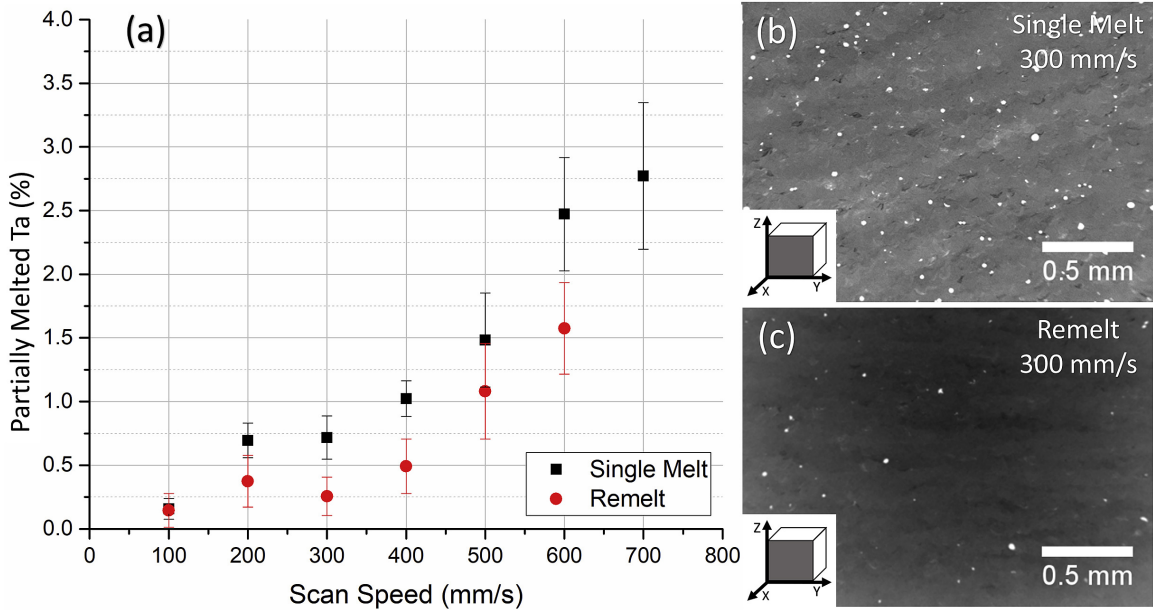 (a)
Partially Melted Ta (%)
4.0
3.5
3.0
2.5
2.0
1.5
1.0
0.5
0.0
0 100 200 300 400 500 600 700 800
Scan Speed (mm/s)
Single Melt
Remelt
(b)
Single Melt
300 mm/s
Z
X
Y
0.5 mm
(c)
Remelt
300 mm/s
Z
X
Y
0.5 mm